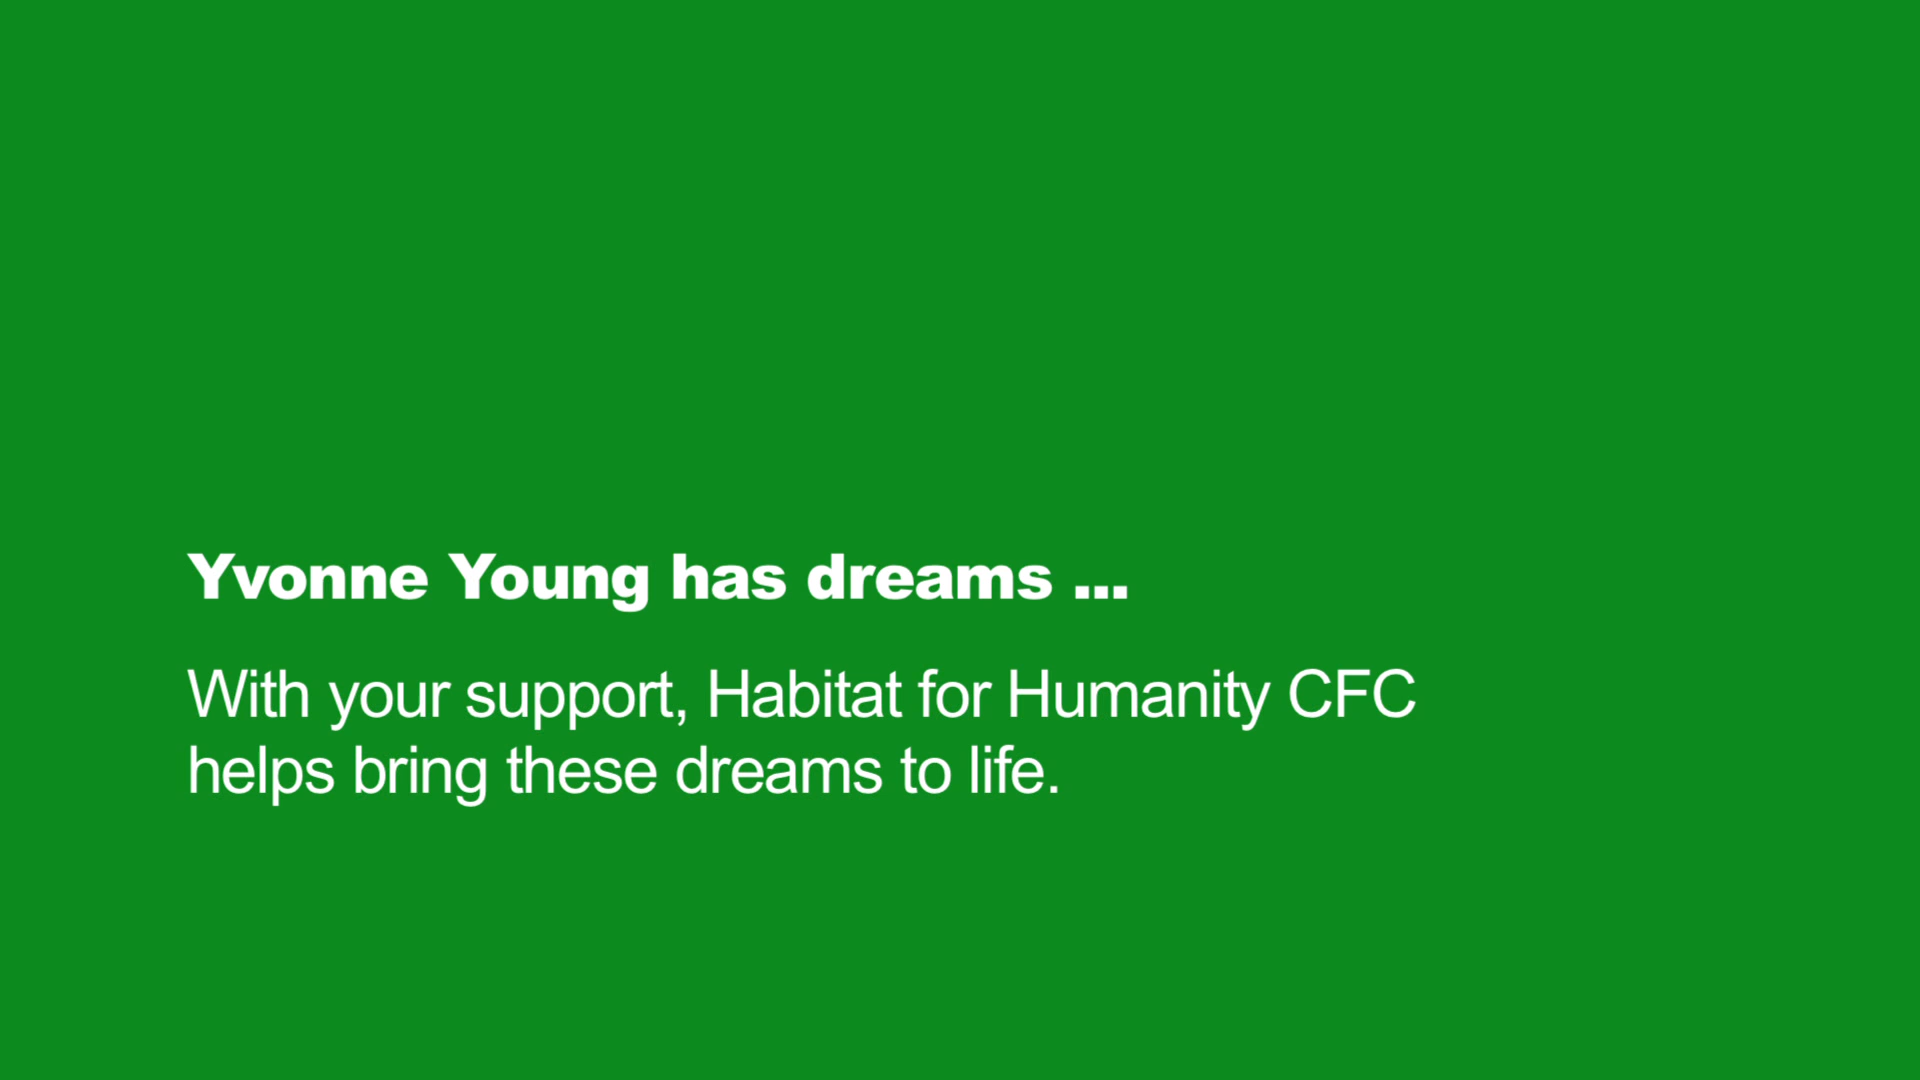 Yvonne Young has dreams ...
With your support, Habitat for Humanity CFC
helps bring these dreams to life.